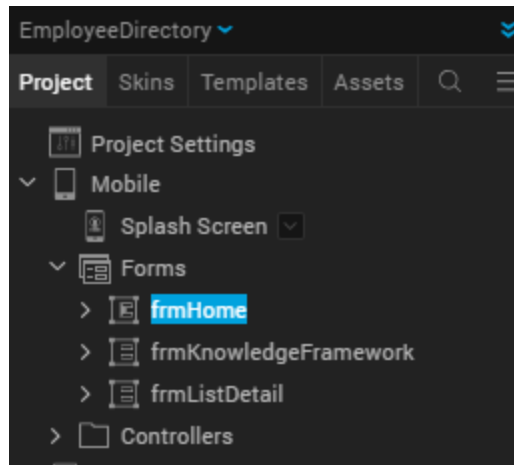 EmployeeDirectory
Project Skins Templates Assets
Project Settings
Mobile
Splash Screen
Forms
frmHome
frmKnowledgeFramework
frmListDetail
Controllers